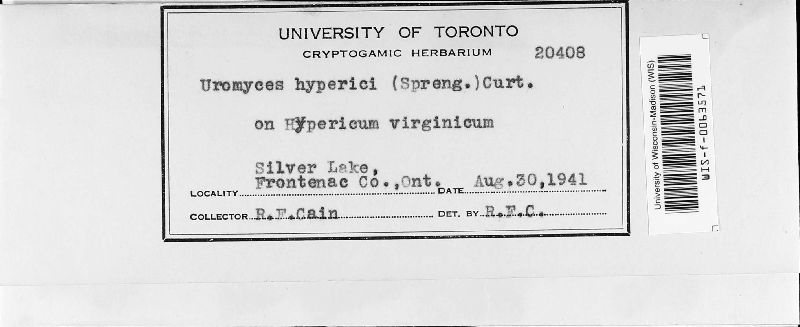 UNIVERSITY OF TORONTO
CRYPTOGAMIC HERBARIUM 20408
Uromyces hyperici (Spreng.)Curt.
on Hypericum virginicum
Silver Lake,
LOCALITY Frontenac Co.,Ont. DATE Aug.30,1941
COLLECTOR R.F.Cain DET. BY R.F.C.
University of Wisconsin-Madison (WIS)
WIS-f-0063571